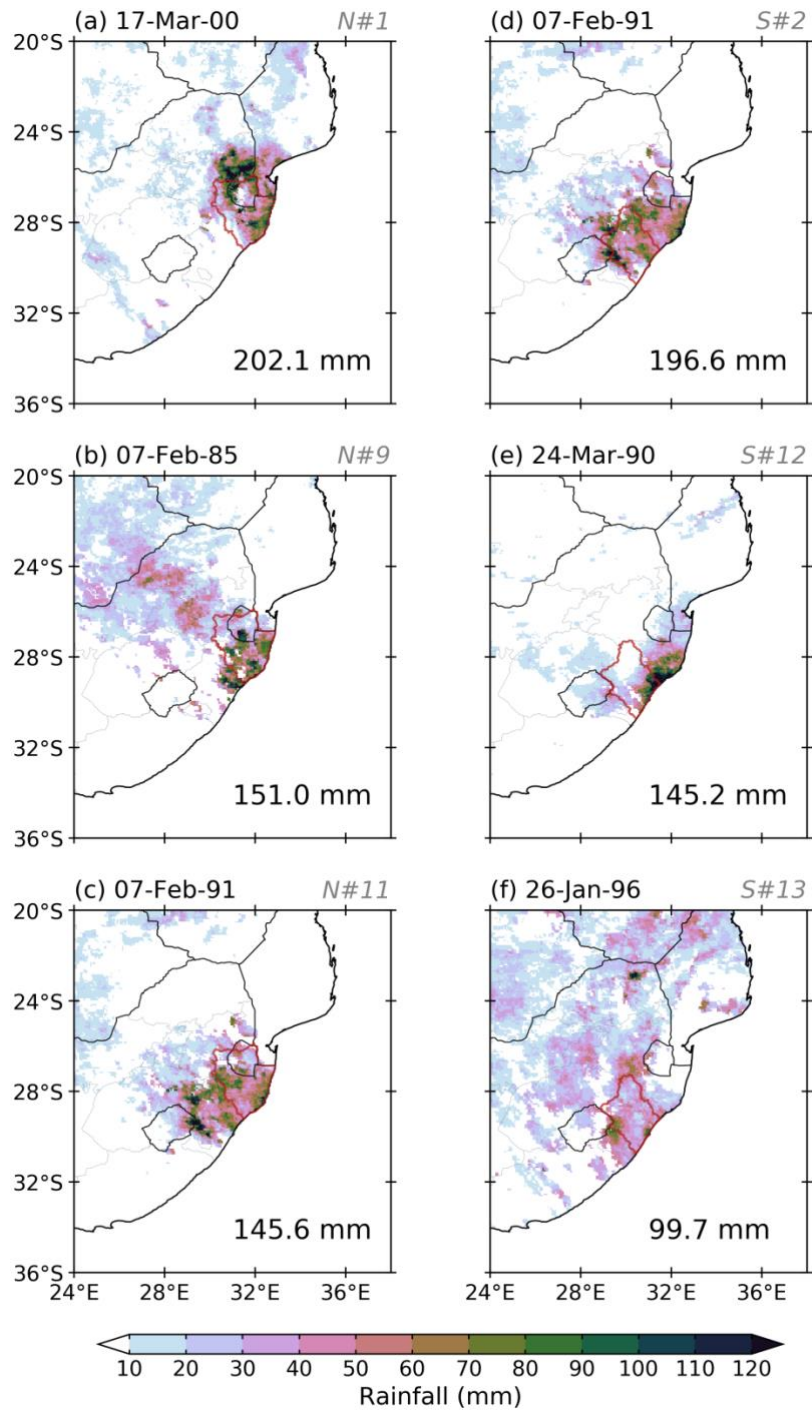 (a) 17-Mar-00 N#1
20°S
24°S
28°S
32°S
36°S
202.1 mm
(d) 07-Feb-91 S#2
196.6 mm
(b) 07-Feb-85 N#9
20°S
24°S
28°S
32°S
36°S
151.0 mm
(e) 24-Mar-90 S#12
145.2 mm
(c) 07-Feb-91 N#11
20°S
24°S
28°S
32°S
36°S
145.6 mm
24°E 28°E 32°E 36°E
(f) 26-Jan-96 S#13
99.7 mm
24°E 28°E 32°E 36°E
10 20 30 40 50 60 70 80 90 100 110 120
Rainfall (mm)